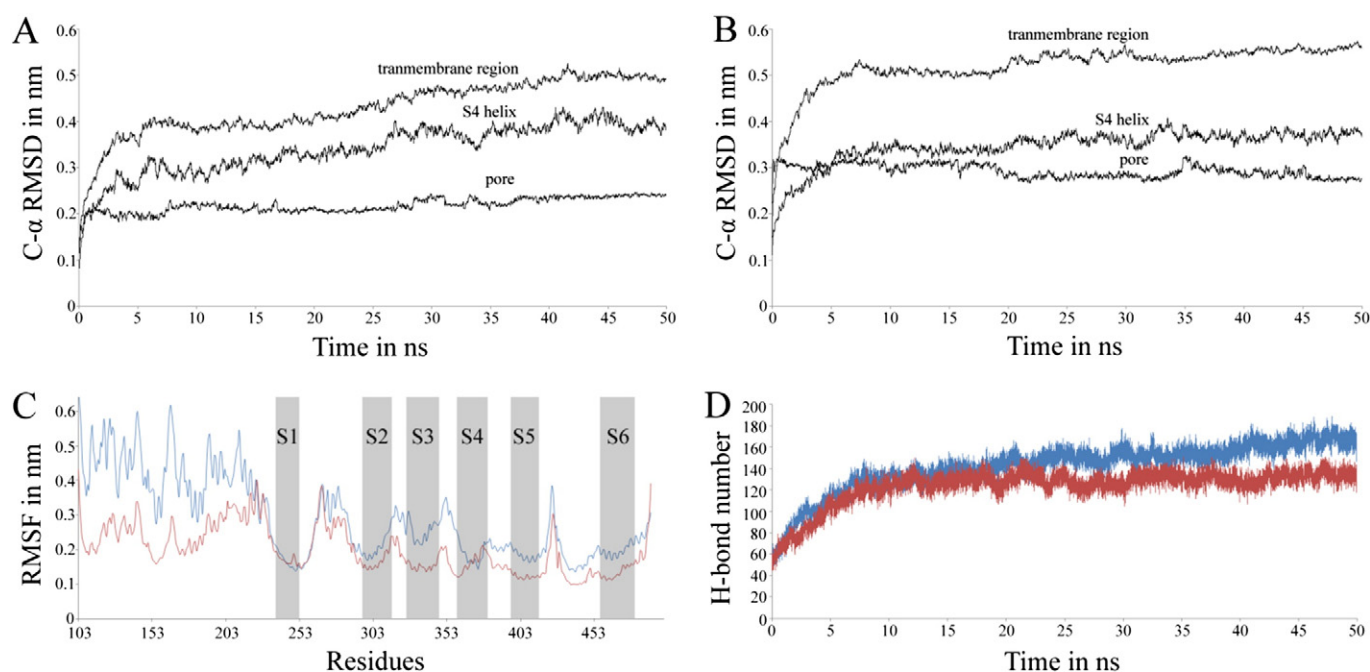 A
C-α RMSD in nm
0.6
0.5
0.4
0.3
0.2
0.1
0
tranmembrane region
S4 helix
pore
0 5 10 15 20 25 30 35 40 45 50
Time in ns
B
C-α RMSD in nm
0.6
0.5
0.4
0.3
0.2
0.1
0
tranmembrane region
S4 helix
pore
0 5 10 15 20 25 30 35 40 45 50
Time in ns
C
RMSF in nm
0.6
0.5
0.4
0.3
0.2
0.1
0
S1 S2 S3 S4 S5 S6
103 153 203 253 303 353 403 453
Residues
D
H-bond number
200
180
160
140
120
100
80
60
40
20
0
0 5 10 15 20 25 30 35 40 45 50
Time in ns